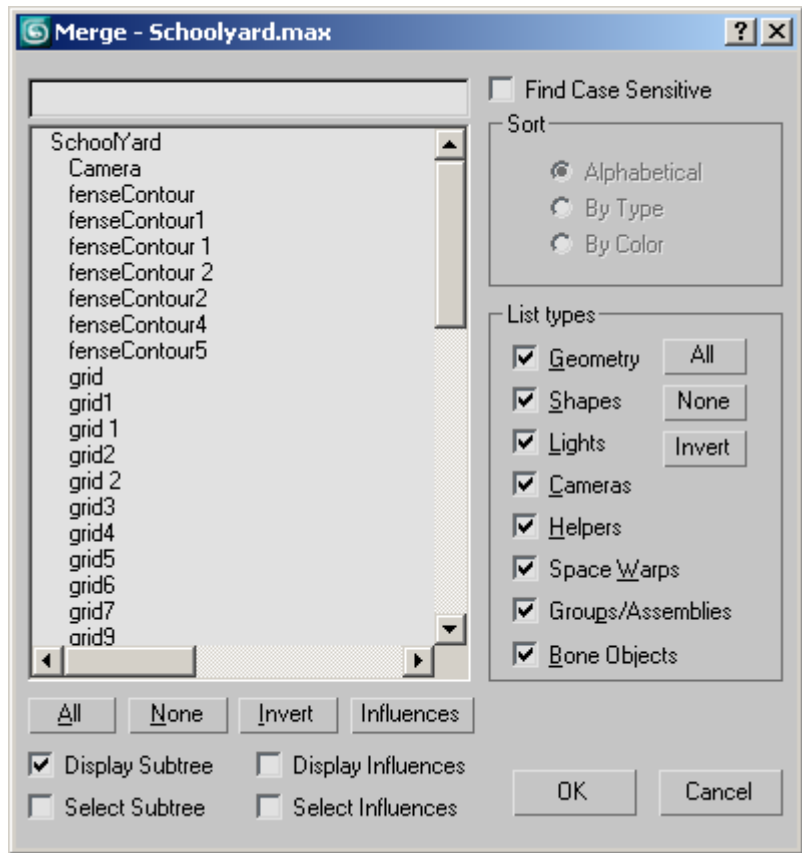 Merge - Schoolyard.max
Find Case Sensitive
SchoolYard
Camera
fenseContour
fenseContour1
fenseContour 1
fenseContour 2
fenseContour2
fenseContour4
fenseContour5
grid
grid1
grid 1
grid2
grid 2
grid3
grid4
grid5
grid6
grid7
grid9
Sort
Alphabetical
By Type
By Color
List types
Geometry All
Shapes None
Lights Invert
Cameras
Helpers
Space Warps
Groups/Assemblies
Bone Objects
All None Invert Influences
Display Subtree Display Influences
Select Subtree Select Influences
OK Cancel